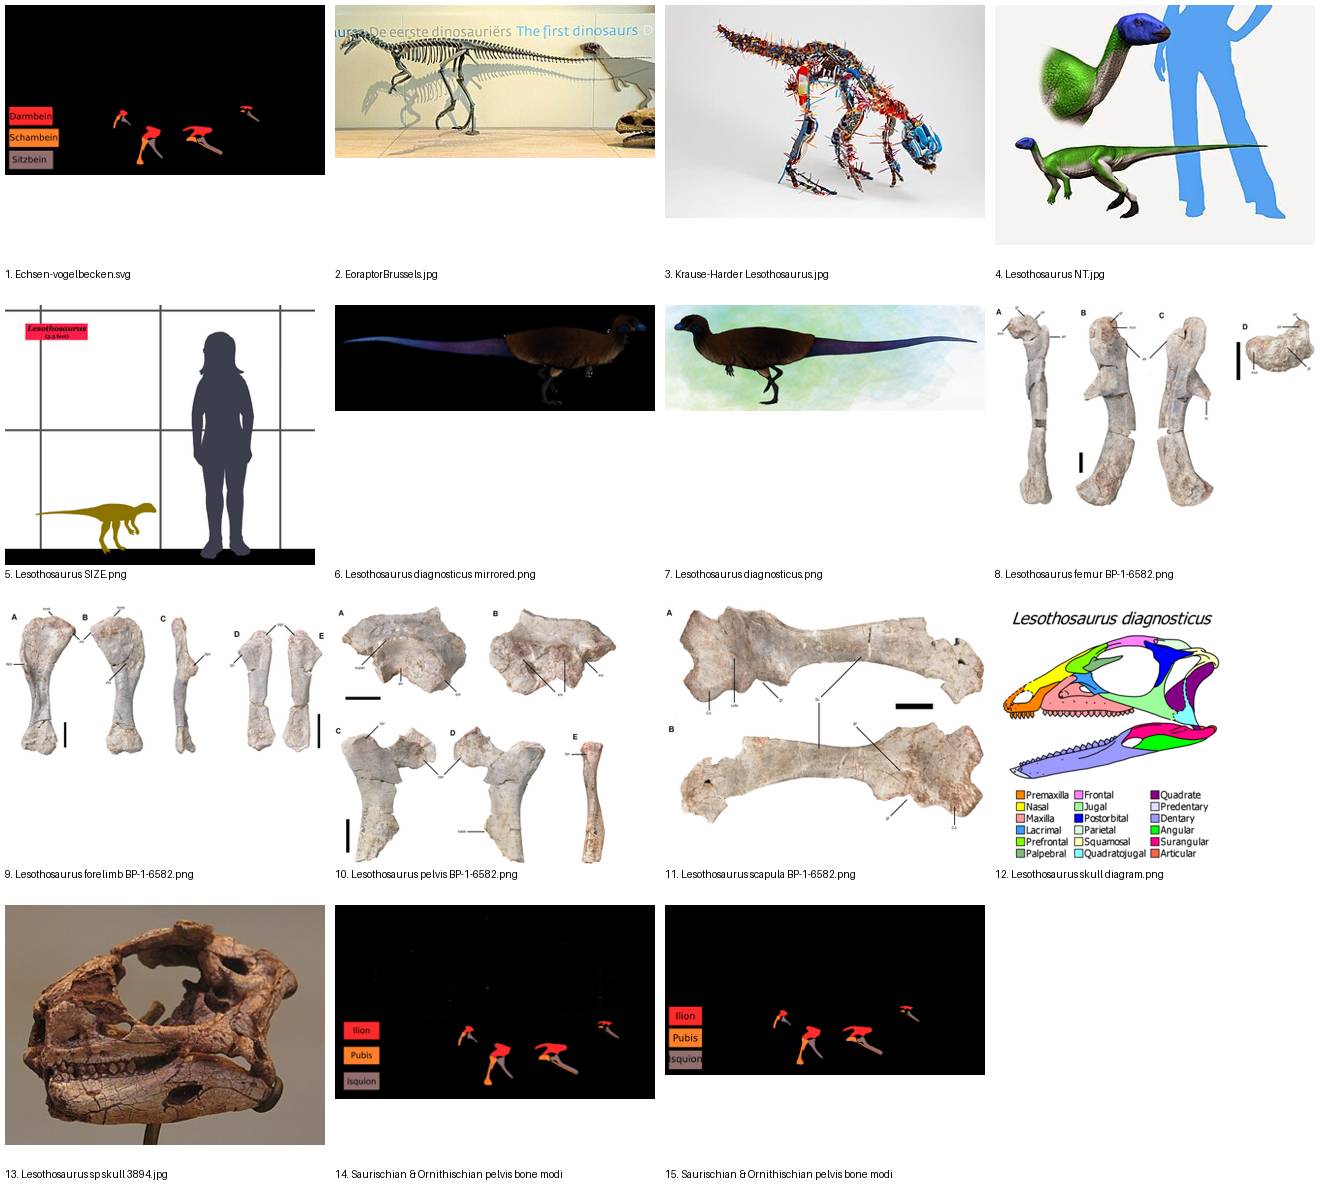 Darmbein
Schambein
Sitzbein
1. Echsen-vogelbecken.svg
De eerste dinosauriërs The first dinosaurs D
2. EoraptorBrussels.jpg
3. Krause-Harder Lesothosaurus.jpg
4. Lesothosaurus NT.jpg
Lesothosaurus
(3.3 feet)
5. Lesothosaurus SIZE.png
6. Lesothosaurus diagnosticus mirrored.png
7. Lesothosaurus diagnosticus.png
A B C D
8. Lesothosaurus femur BP-1-6582.png
A B C D E
9. Lesothosaurus forelimb BP-1-6582.png
A B
C D E
10. Lesothosaurus pelvis BP-1-6582.png
A
B
11. Lesothosaurus scapula BP-1-6582.png
Lesothosaurus diagnosticus
Premaxilla Frontal Quadrate
Nasal Jugal Predentary
Maxilla Postorbital Dentary
Lacrimal Parietal Angular
Prefrontal Squamosal Surangular
Palpebral Quadratojugal Articular
12. Lesothosaurus skull diagram.png
13. Lesothosaurus sp skull 3894.jpg
Ilion
Pubis
Isquion
14. Saurischian & Ornithischian pelvis bone modi
Ilion
Pubis
Isquion
15. Saurischian & Ornithischian pelvis bone modi